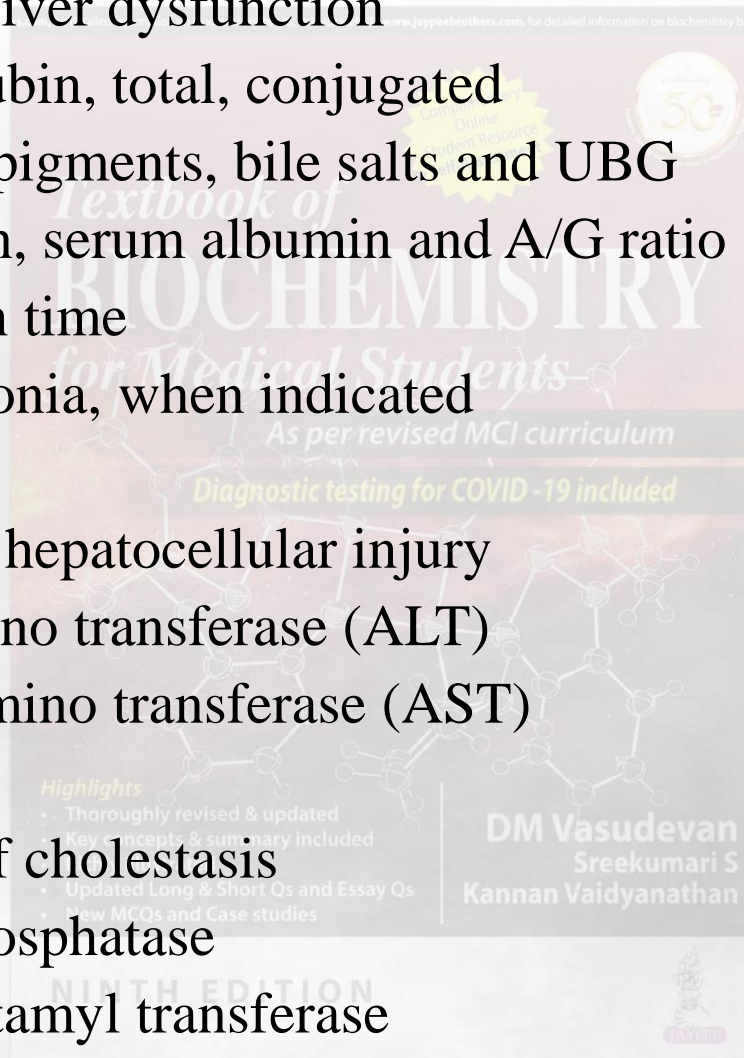 iver dysfunction
www.jaypeebrothers.com, for detailed information on biochemistry b
ubin, total, conjugated
Complimentary
Online
Student Resource
50
pigments, bile salts and UBG
Textbook of
n, serum albumin and A/G ratio
BIOCHEMISTRY
n time
for Medical Students
onia, when indicated
As per revised MCI curriculum
Diagnostic testing for COVID -19 included
hepatocellular injury
no transferase (ALT)
mino transferase (AST)
Highlights
• Thoroughly revised & updated
• Key concepts & summary included
DM Vasudevan
Sreekumari S
Kannan Vaidyanathan
f cholestasis
• Updated Long & Short Qs and Essay Qs
• New MCQs and Case studies
osphatase
NINTH EDITION
tamyl transferase
JAYPEE